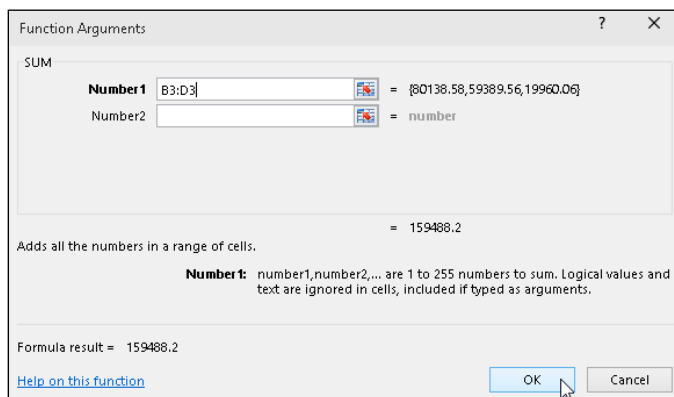 Function Arguments ? ×
SUM
Number1 B3:D3 = {80138.58,59389.56,19960.06}
Number2 = number
= 159488.2
Adds all the numbers in a range of cells.
Number1: number1,number2,... are 1 to 255 numbers to sum. Logical values and
text are ignored in cells, included if typed as arguments.
Formula result = 159488.2
Help on this function OK Cancel